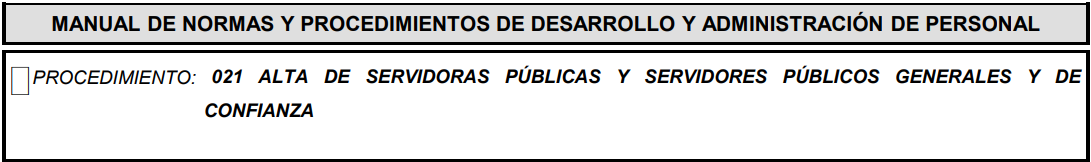 MANUAL DE NORMAS Y PROCEDIMIENTOS DE DESARROLLO Y ADMINISTRACIÓN DE PERSONAL
PROCEDIMIENTO: 021 ALTA DE SERVIDORAS PÚBLICAS Y SERVIDORES PÚBLICOS GENERALES Y DE
CONFIANZA